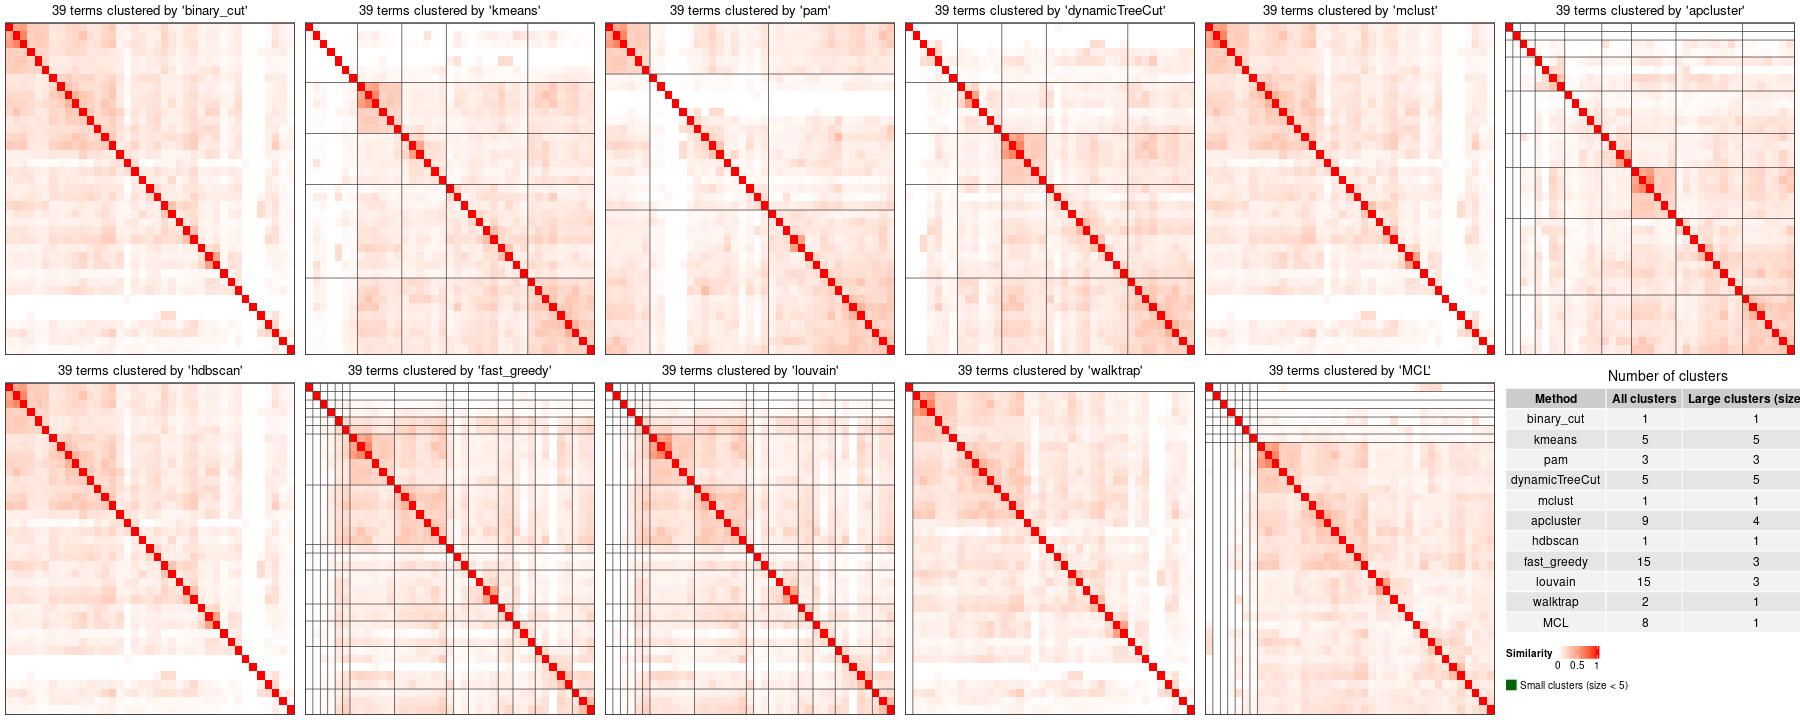 39 terms clustered by 'binary_cut'
39 terms clustered by 'kmeans'
39 terms clustered by 'pam'
39 terms clustered by 'dynamicTreeCut'
39 terms clustered by 'mclust'
39 terms clustered by 'apcluster'
39 terms clustered by 'hdbscan'
39 terms clustered by 'fast_greedy'
39 terms clustered by 'louvain'
39 terms clustered by 'walktrap'
39 terms clustered by 'MCL'
Number of clusters
Method All clusters Large clusters (size
binary_cut 1 1
kmeans 5 5
pam 3 3
dynamicTreeCut 5 5
mclust 1 1
apcluster 9 4
hdbscan 1 1
fast_greedy 15 3
louvain 15 3
walktrap 2 1
MCL 8 1
Similarity
0 0.5 1
Small clusters (size < 5)